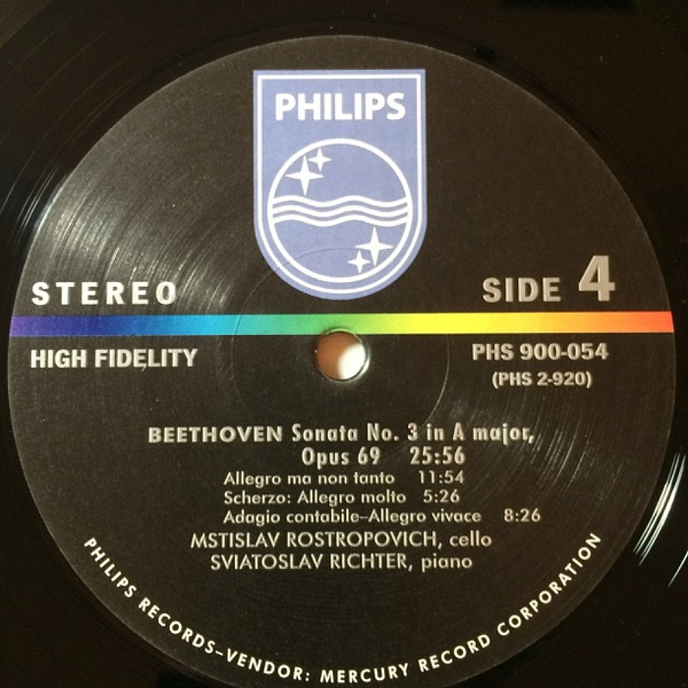 PHILIPS
STEREO
SIDE 4
HIGH FIDELITY
PHS 900-054
(PHS 2-920)
BEETHOVEN Sonata No. 3 in A major,
Opus 69 25:56
Allegro ma non tanto 11:54
Scherzo: Allegro molto 5:26
Adagio contabile–Allegro vivace 8:26
MSTISLAV ROSTROPOVICH, cello
SVIATOSLAV RICHTER, piano
PHILIPS RECORDS–VENDOR: MERCURY RECORD CORPORATION